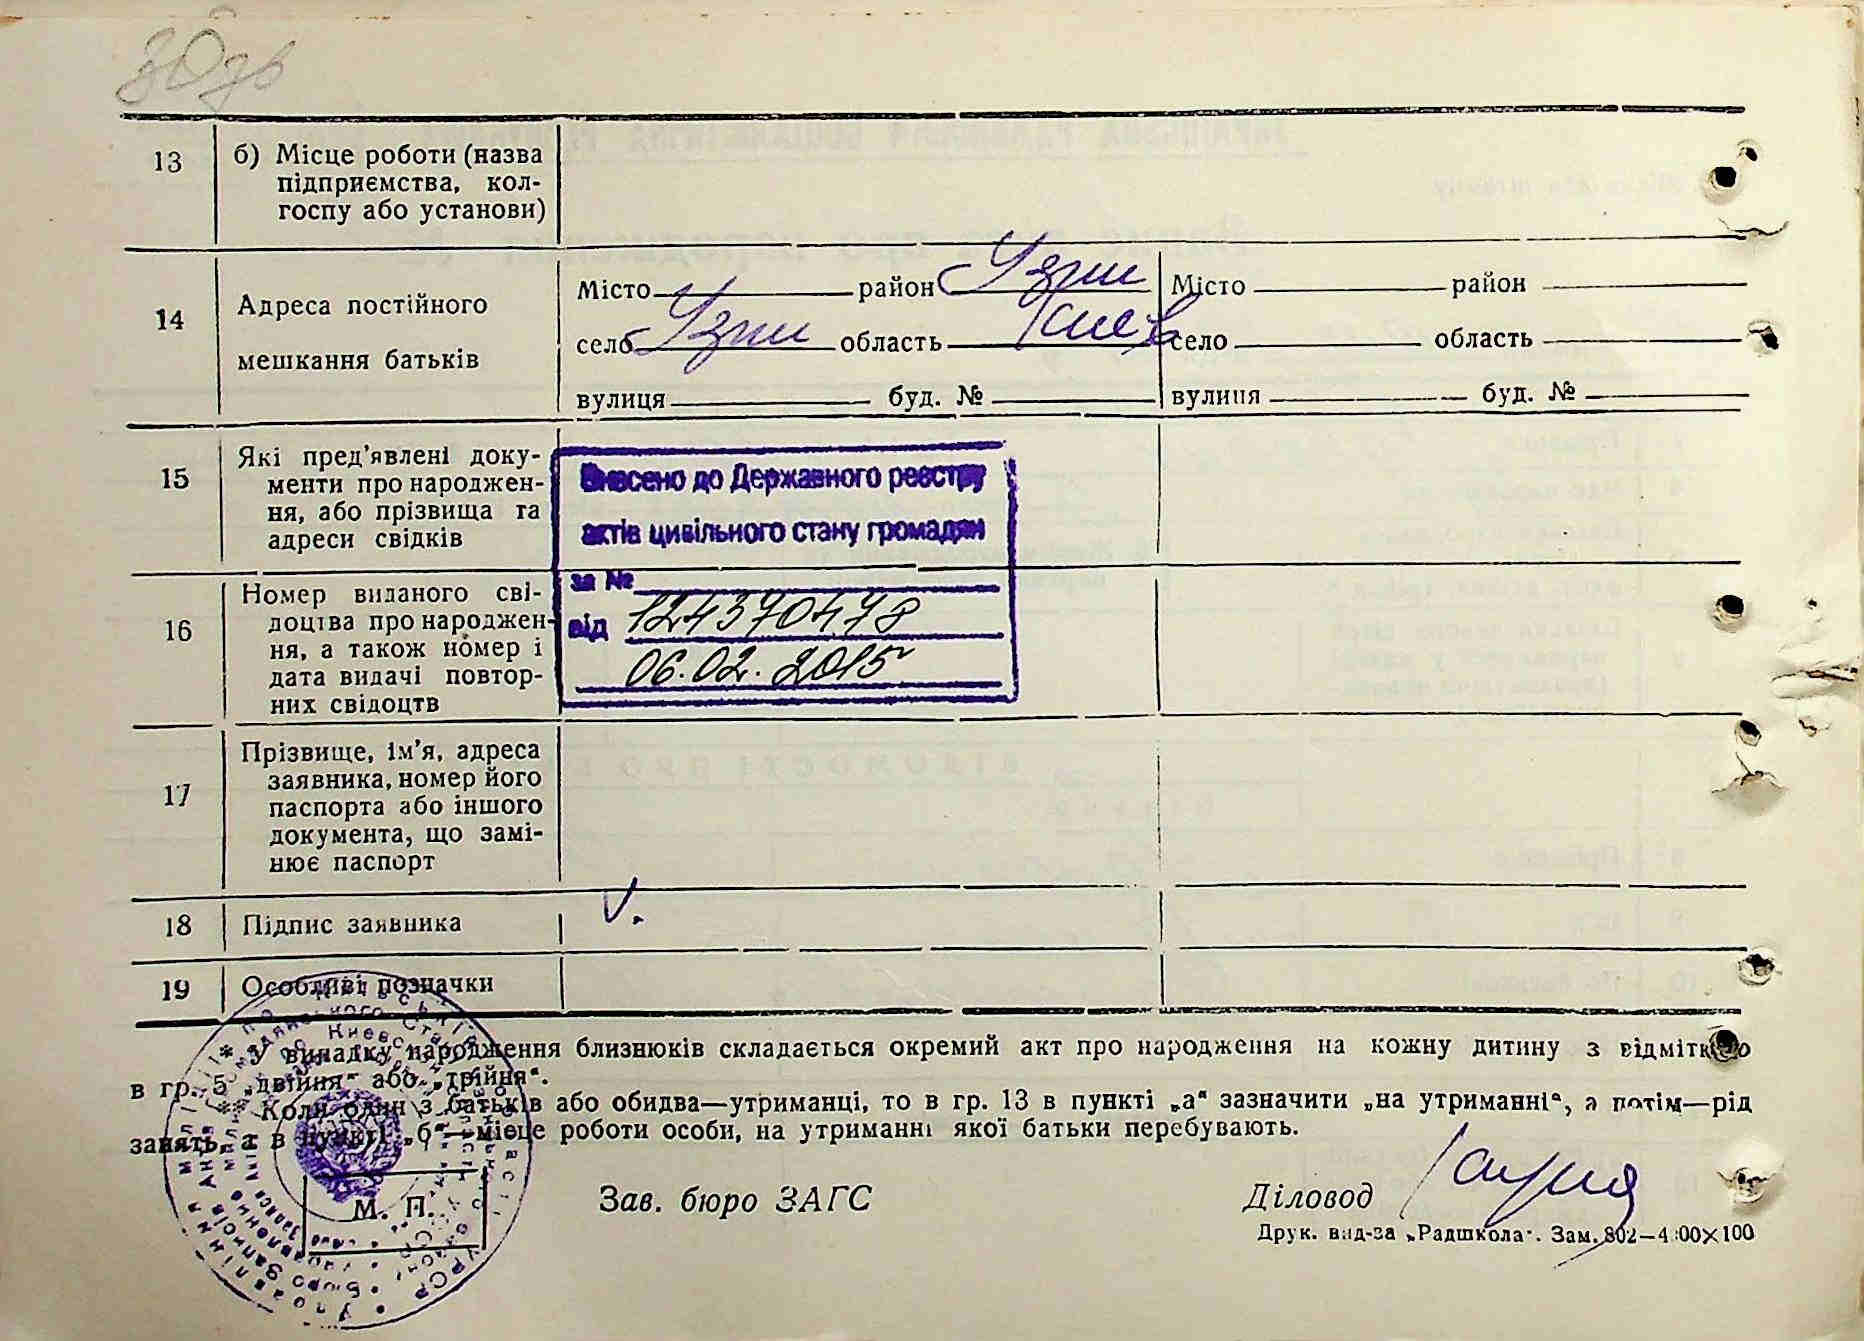 13
б) Місце роботи (назва
підприємства, кол-
госпу або установи)
14
Адреса постійного
мешкання батьків
Місто район Узин
село Узин область Киев
вулиця буд. №
Місто район
село область
вулиця буд. №
15
Які пред'явлені доку-
менти про народжен-
ня, або прізвища та
адреси свідків
Внесено до Державного реєстру
актів цивільного стану громадян
за №
від 124370478
06.02.2015
16
Номер виданого сві-
доцтва про народжен-
ня, а також номер і
дата видачі повтор-
них свідоцтв
17
Прізвище, ім'я, адреса
заявника, номер його
паспорта або іншого
документа, що замі-
нює паспорт
18
Підпис заявника
V.
19
Особливі позначки
* У випадку народження близнюків складається окремий акт про народження на кожну дитину з відміткою
в гр. 5 „двійня“ або „трійня“.
** Коли один з батьків або обидва—утриманці, то в гр. 13 в пункті „а“ зазначити „на утриманні“, а потім—рід
занять, а в пункті „б“—місце роботи особи, на утриманні якої батьки перебувають.
М. П.
Зав. бюро ЗАГС
Діловод
Друк. вид-ва „Радшкола“. Зам. 802—4000×100